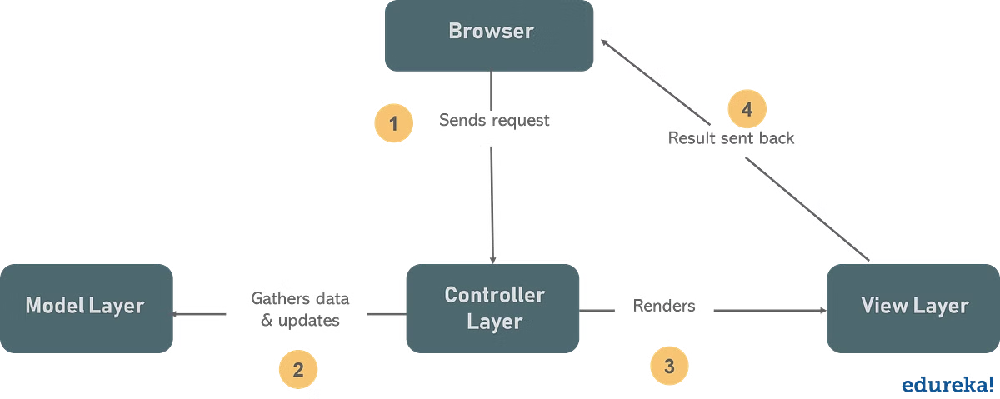 Browser
1
Sends request
4
Result sent back
Model Layer
Gathers data
& updates
2
Controller
Layer
Renders
3
View Layer
edureka!